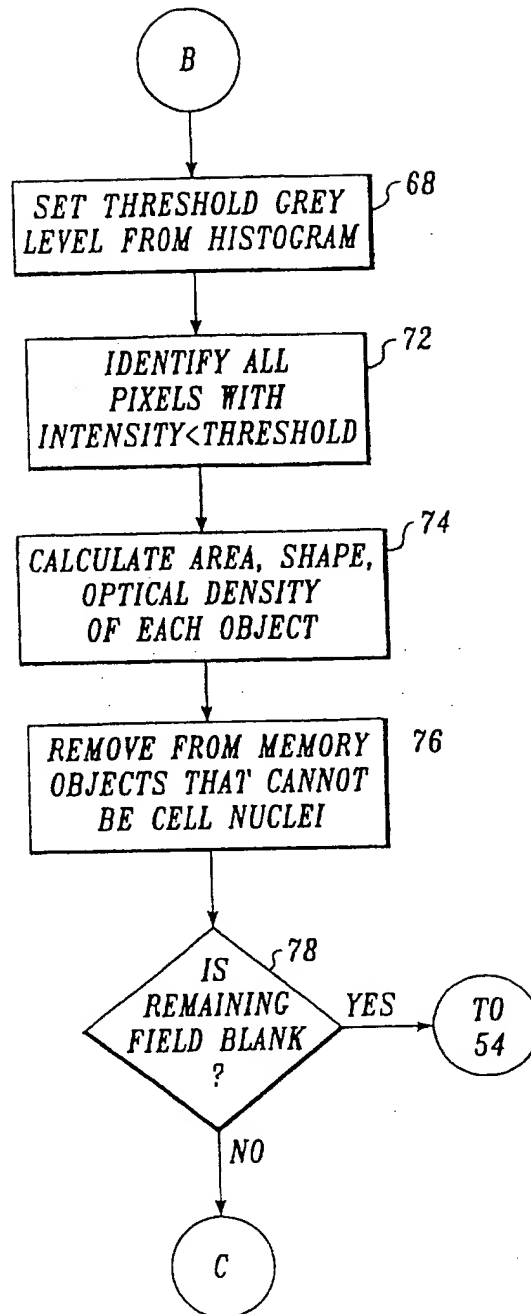 B
SET THRESHOLD GREY
LEVEL FROM HISTOGRAM
68
IDENTIFY ALL
PIXELS WITH
INTENSITY<THRESHOLD
72
CALCULATE AREA, SHAPE,
OPTICAL DENSITY
OF EACH OBJECT
74
REMOVE FROM MEMORY
OBJECTS THAT CANNOT
BE CELL NUCLEI
76
IS
REMAINING
FIELD BLANK
?
78
YES
TO
54
NO
C